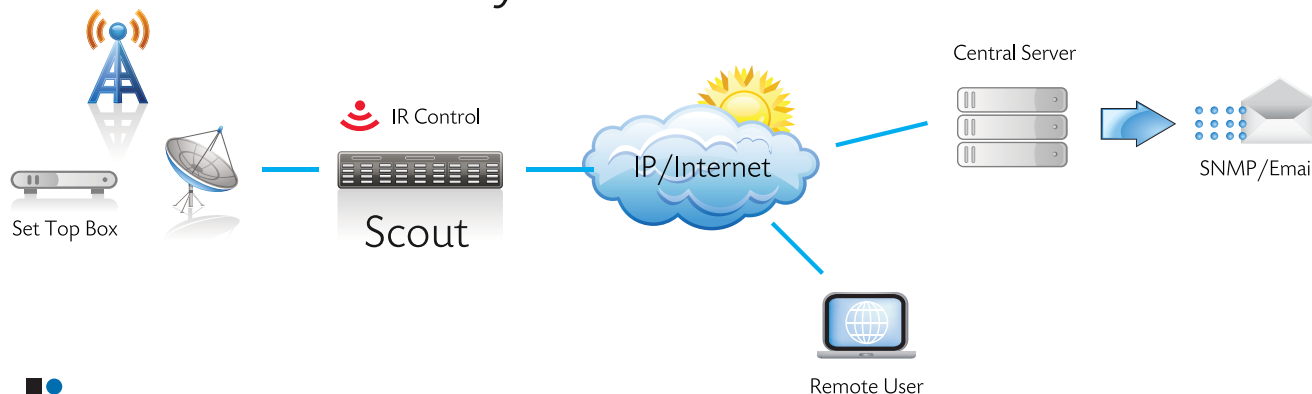 Central Server
IR Control
IP/Internet
SNMP/Emai
Set Top Box
Scout
Remote User